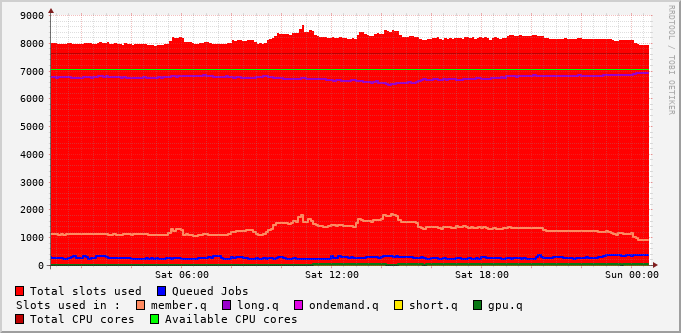 9000
8000
7000
6000
5000
4000
3000
2000
1000
0
Sat 06:00 Sat 12:00 Sat 18:00 Sun 00:00
Total slots used Queued Jobs
Slots used in : member.q long.q ondemand.q short.q gpu.q
Total CPU cores Available CPU cores
RRDTOOL / TOBI OETIKER